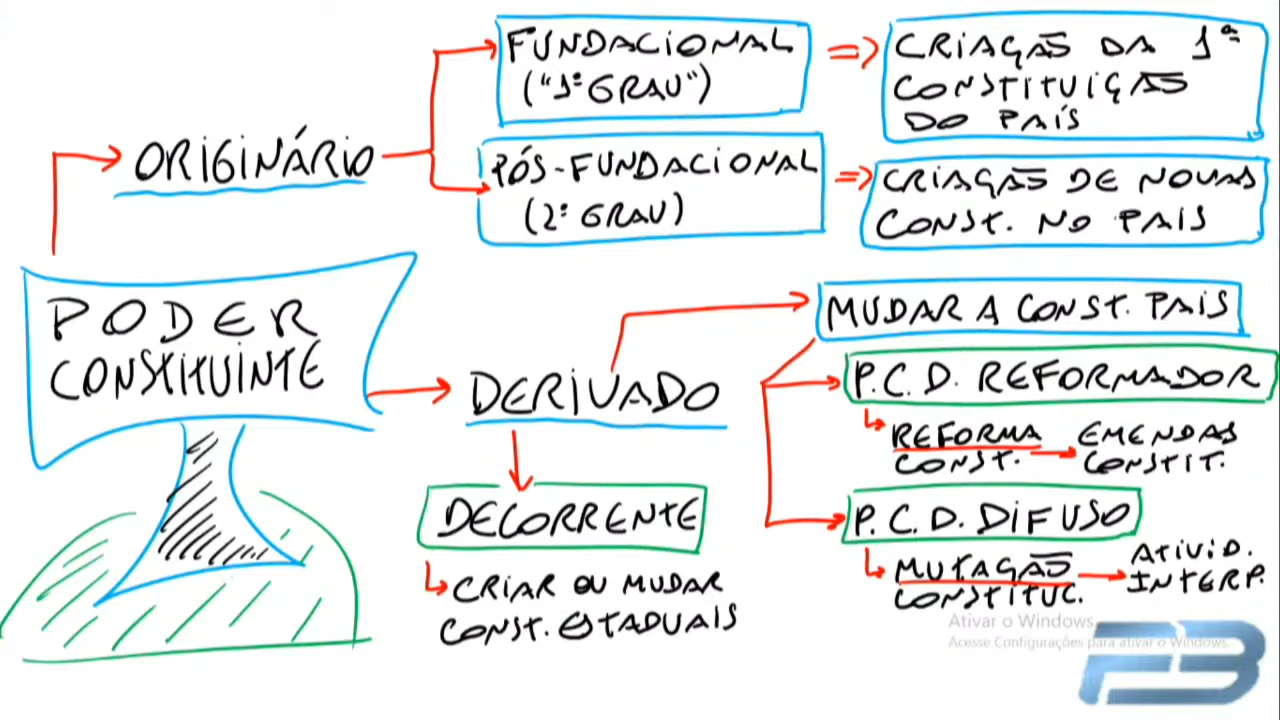 ORIGINÁRIO
FUNDACIONAL
("1º GRAU")
=> CRIAÇÃO DA 1ª
CONSTITUIÇÃO
DO PAÍS
PÓS-FUNDACIONAL
(2º GRAU)
=> CRIAÇÃO DE NOVAS
CONST. NO PAÍS
PODER
CONSTITUINTE
DERIVADO
MUDAR A CONST. PAÍS
P.C.D. REFORMADOR
REFORMA
CONST.
EMENDAS
CONSTIT.
P.C.D. DIFUSO
MUTAÇÃO
CONSTITUC.
ATIVID.
INTERP.
DECORRENTE
CRIAR OU MUDAR
CONST. ESTADUAIS
Ativar o Windows
Acesse Configurações para ativar o Windows.